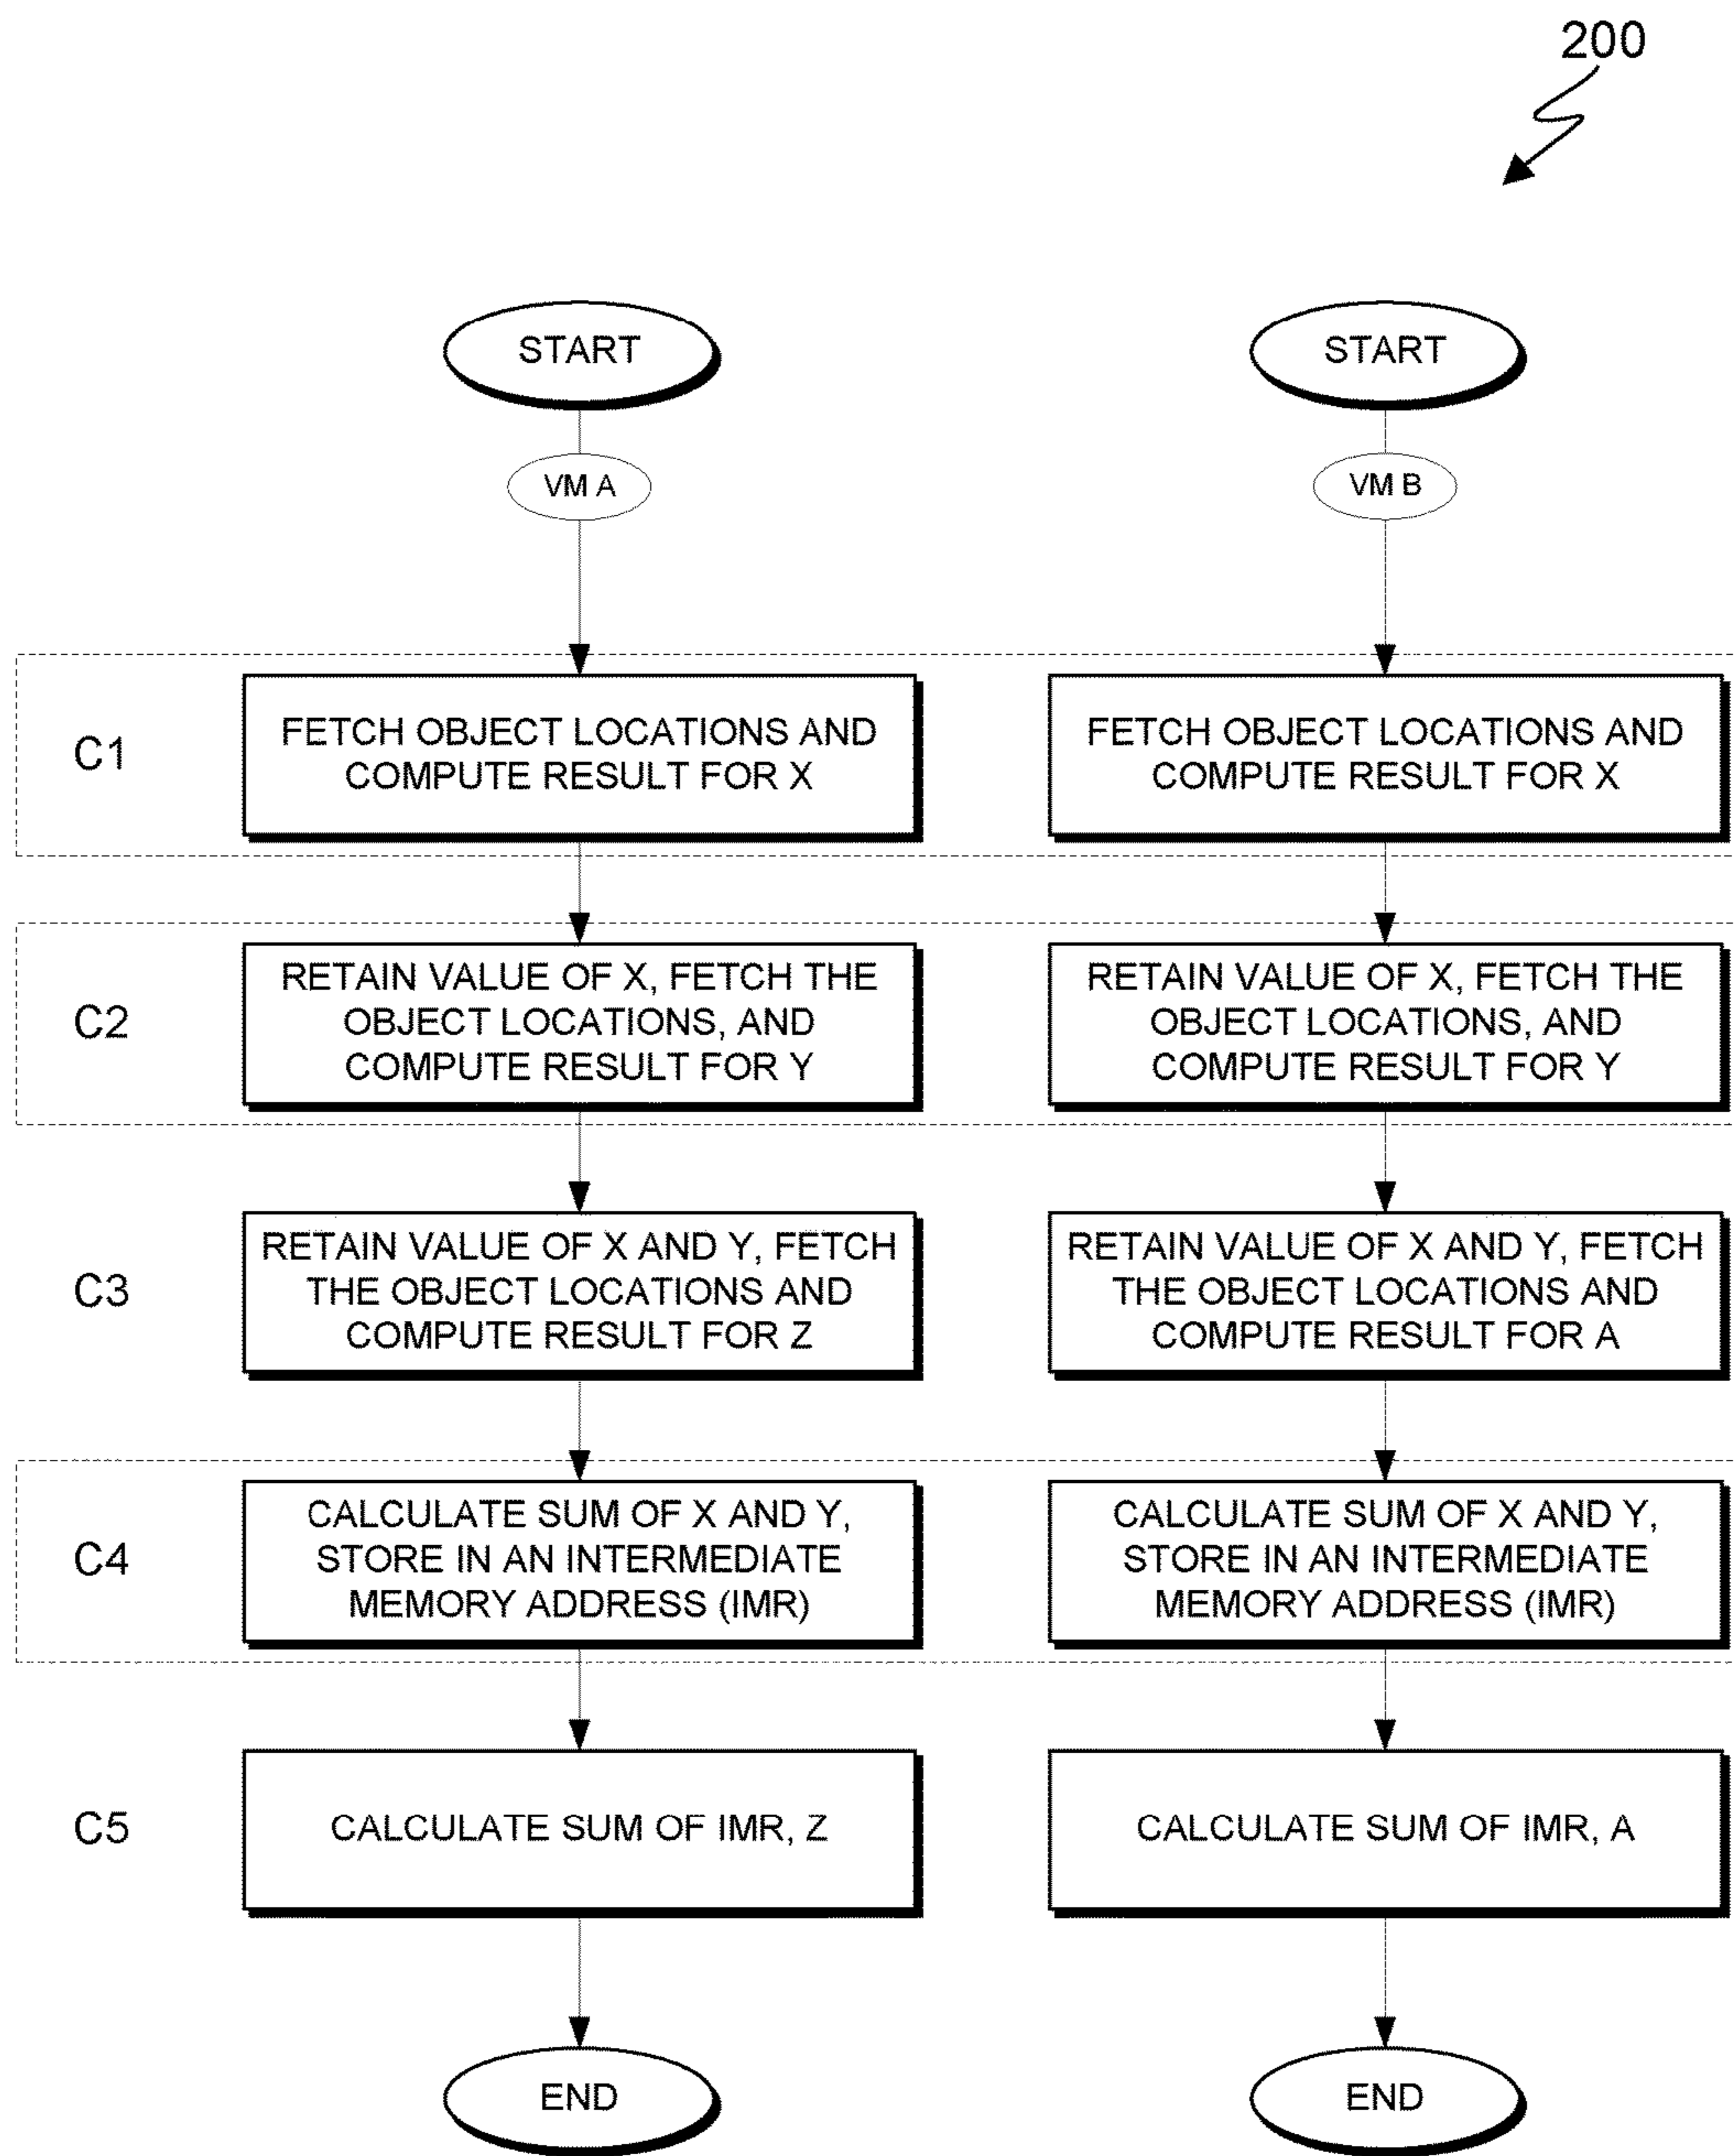 200
START
START
VM A
VM B
C1
FETCH OBJECT LOCATIONS AND
COMPUTE RESULT FOR X
FETCH OBJECT LOCATIONS AND
COMPUTE RESULT FOR X
C2
RETAIN VALUE OF X, FETCH THE
OBJECT LOCATIONS, AND
COMPUTE RESULT FOR Y
RETAIN VALUE OF X, FETCH THE
OBJECT LOCATIONS, AND
COMPUTE RESULT FOR Y
C3
RETAIN VALUE OF X AND Y, FETCH
THE OBJECT LOCATIONS AND
COMPUTE RESULT FOR Z
RETAIN VALUE OF X AND Y, FETCH
THE OBJECT LOCATIONS AND
COMPUTE RESULT FOR A
C4
CALCULATE SUM OF X AND Y,
STORE IN AN INTERMEDIATE
MEMORY ADDRESS (IMR)
CALCULATE SUM OF X AND Y,
STORE IN AN INTERMEDIATE
MEMORY ADDRESS (IMR)
C5
CALCULATE SUM OF IMR, Z
CALCULATE SUM OF IMR, A
END
END